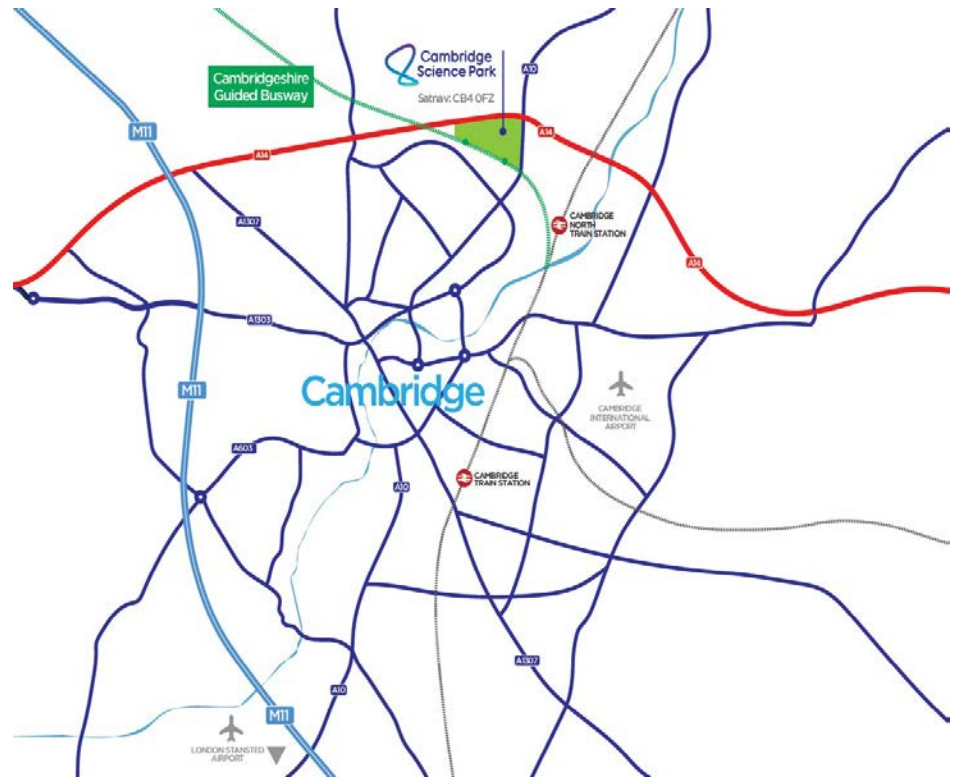 Cambridge
Science Park
Satnav: CB4 0FZ
Cambridgeshire
Guided Busway
A10
M11
A14
A14
A1307
CAMBRIDGE
NORTH
TRAIN STATION
A14
A1303
Cambridge
M11
CAMBRIDGE
INTERNATIONAL
AIRPORT
A603
CAMBRIDGE
TRAIN STATION
A10
A1307
A10
M11
LONDON STANSTED
AIRPORT